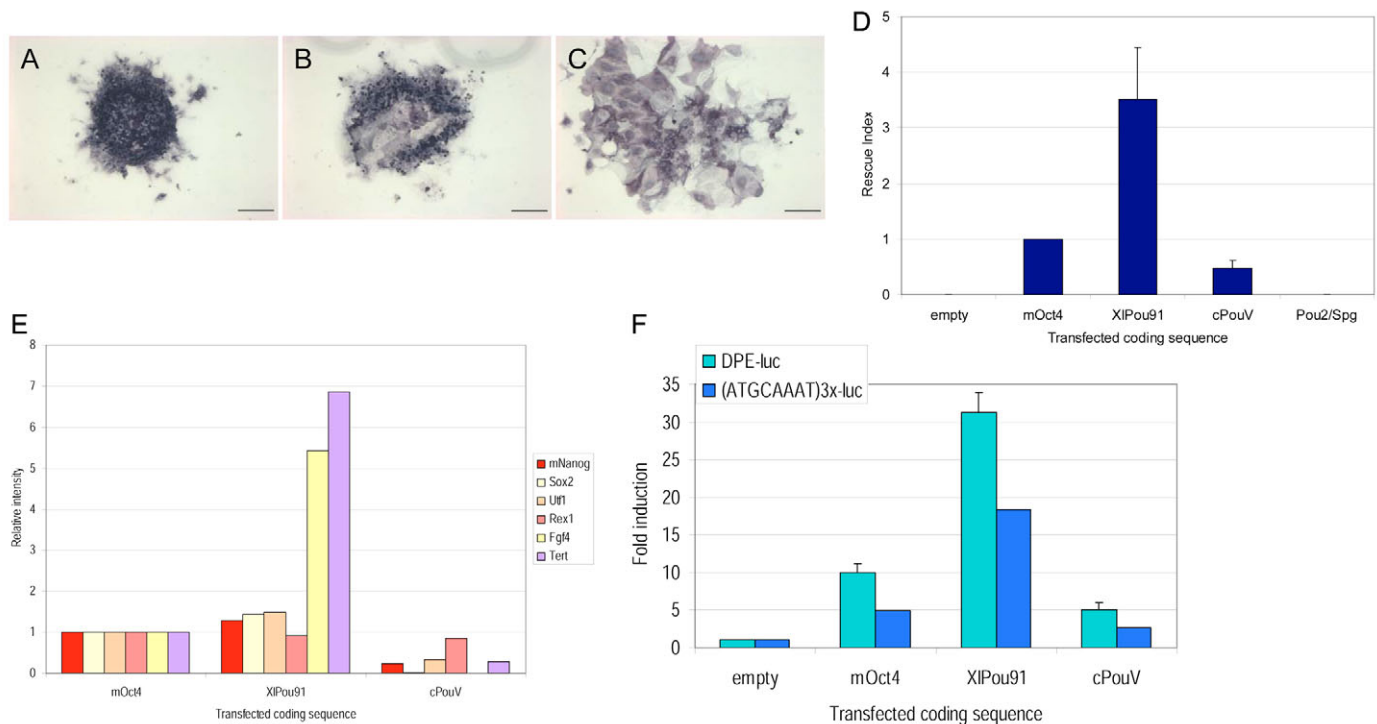 A
B
C
D
5
4
3
2
1
0
Rescue Index
empty mOct4 XlPou91 cPouV Pou2/Spg
Transfected coding sequence
E
8
7
6
5
4
3
2
1
0
Relative intensity
mOct4 XlPou91 cPouV
Transfected coding sequence
mNanog
Sox2
Utf1
Rex1
Fgf4
Tert
F
DPE-luc
(ATGCAAAT)3x-luc
35
30
25
20
15
10
5
0
Fold induction
empty mOct4 XlPou91 cPouV
Transfected coding sequence